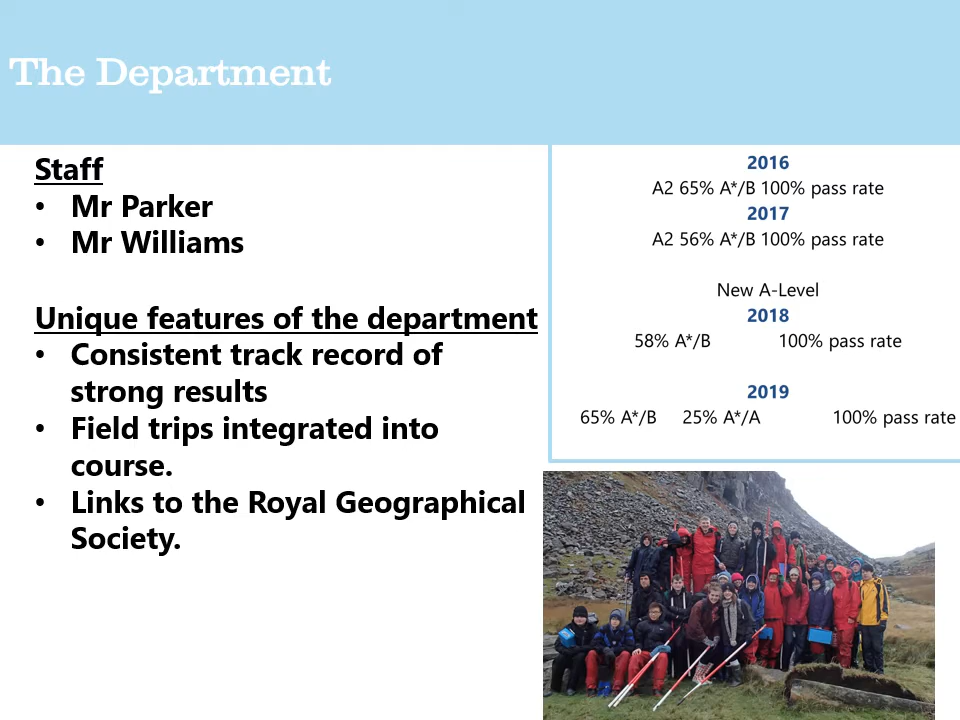 The Department
Staff
• Mr Parker
• Mr Williams
Unique features of the department
• Consistent track record of
strong results
• Field trips integrated into
course.
• Links to the Royal Geographical
Society.
2016
A2 65% A*/B 100% pass rate
2017
A2 56% A*/B 100% pass rate
New A-Level
2018
58% A*/B 100% pass rate
2019
65% A*/B 25% A*/A 100% pass rate